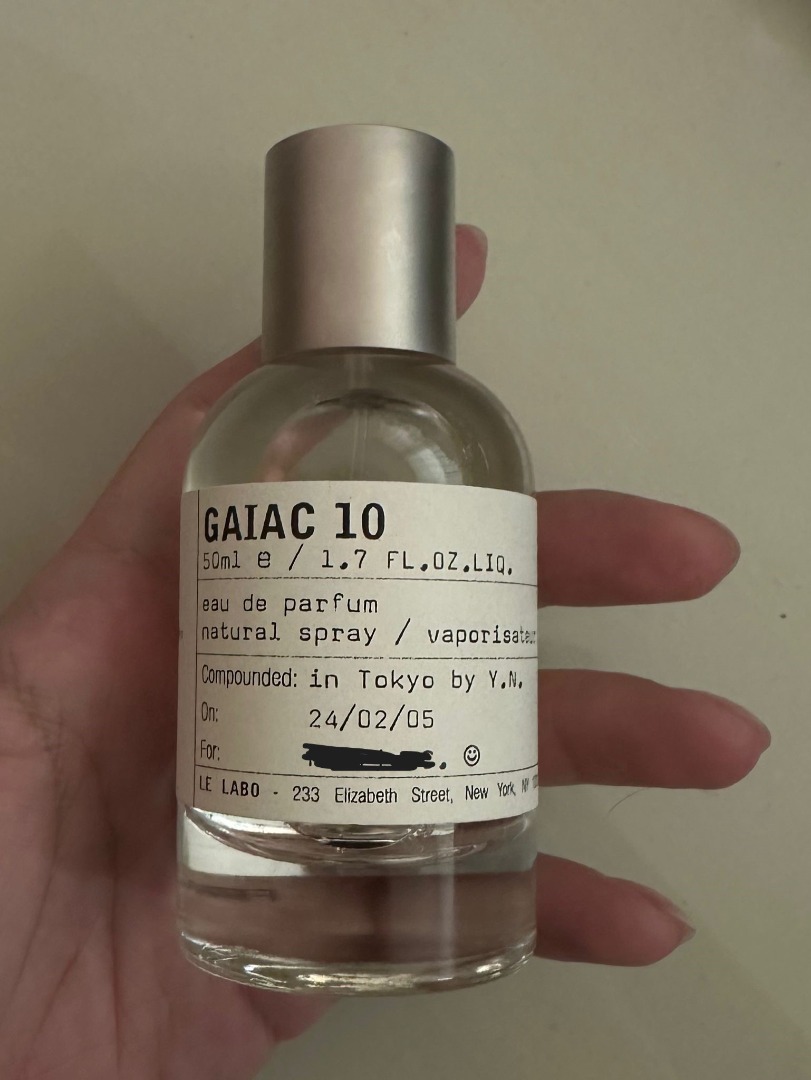 GAIAC 10
50ml e / 1.7 FL.OZ.LIQ.
eau de parfum
natural spray /
Compounded: in Tokyo by Y.N.
On: 24/02/05
For: . ☺
LE LABO - 233 Elizabeth Street, New York, NY